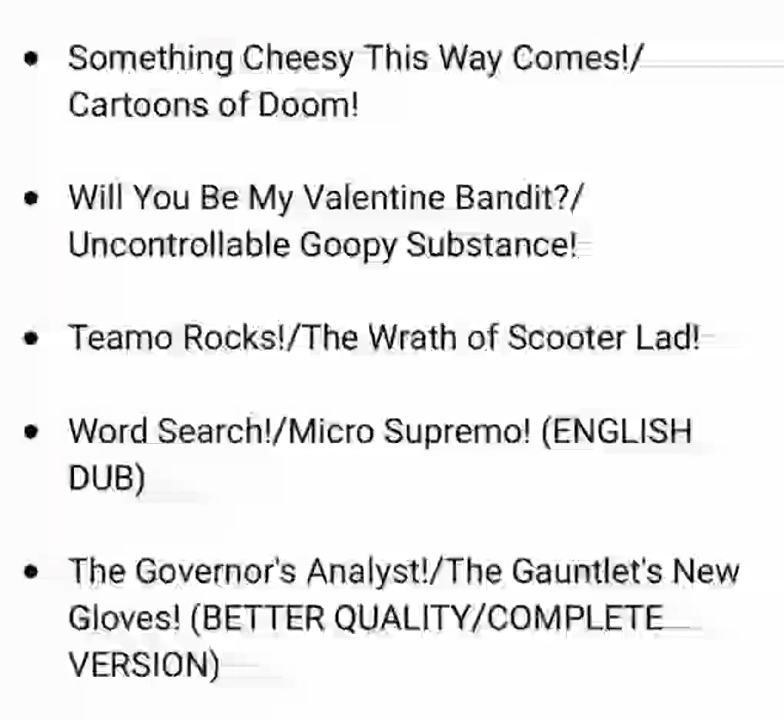 • Something Cheesy This Way Comes!/
Cartoons of Doom!
• Will You Be My Valentine Bandit?/
Uncontrollable Goopy Substance!
• Teamo Rocks!/The Wrath of Scooter Lad!
• Word Search!/Micro Supremo! (ENGLISH
DUB)
• The Governor's Analyst!/The Gauntlet's New
Gloves! (BETTER QUALITY/COMPLETE
VERSION)